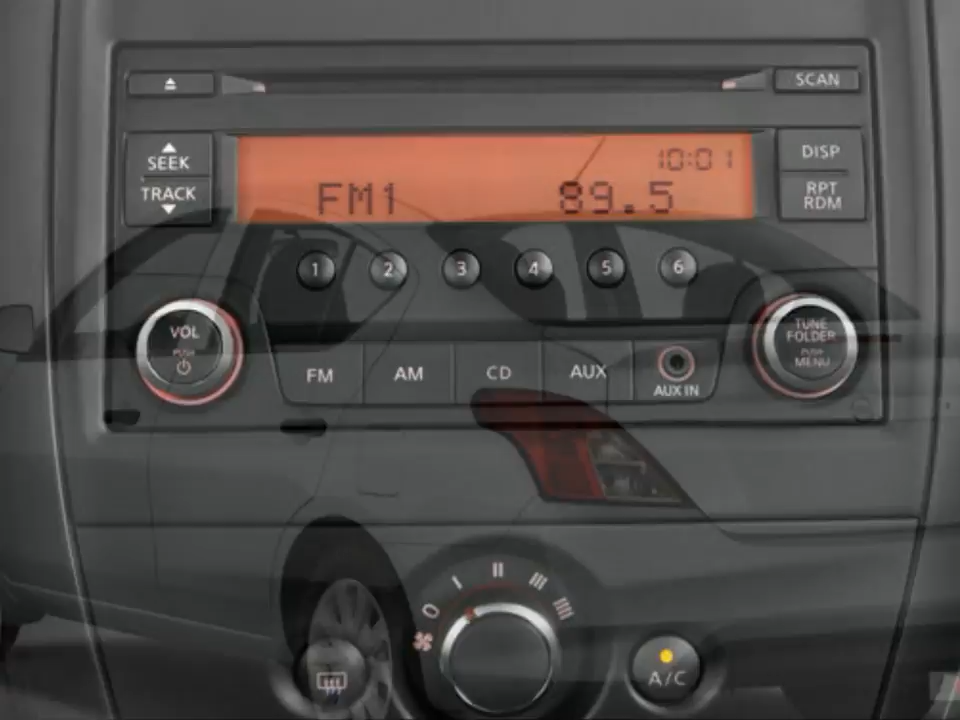 SCAN
SEEK
TRACK
10:01
FM1 89.5
DISP
RPT
RDM
1 2 3 4 5 6
VOL
PUSH
TUNE
FOLDER
PUSH
MENU
FM AM CD AUX
AUX IN
0 I II III IIII
A/C